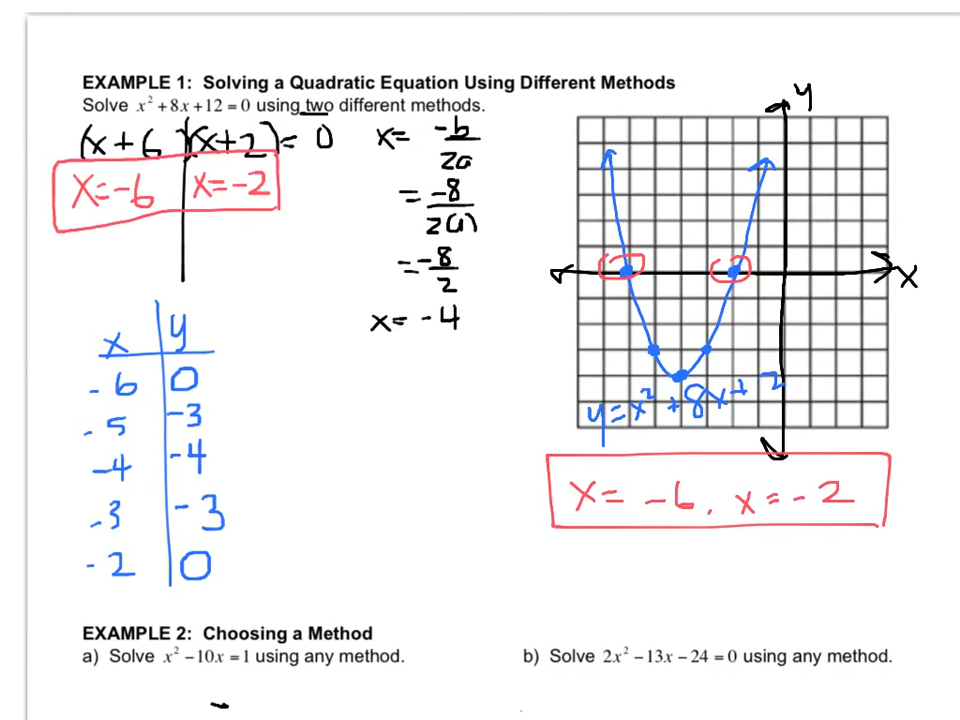 EXAMPLE 1: Solving a Quadratic Equation Using Different Methods
Solve x² + 8x + 12 = 0 using two different methods.
(x + 6)(x + 2) = 0
x = -6 x = -2
x = -b/2a
= -8/2(1)
= -8/2
x = -4
x y
-6 0
-5 -3
-4 -4
-3 -3
-2 0
y
x
y = x² + 8x + 2
x = -6, x = -2
EXAMPLE 2: Choosing a Method
a) Solve x² − 10x = 1 using any method.
b) Solve 2x² − 13x − 24 = 0 using any method.